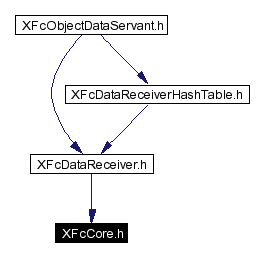 XFcObjectDataServant.h
XFcDataReceiverHashTable.h
XFcDataReceiver.h
XFcCore.h